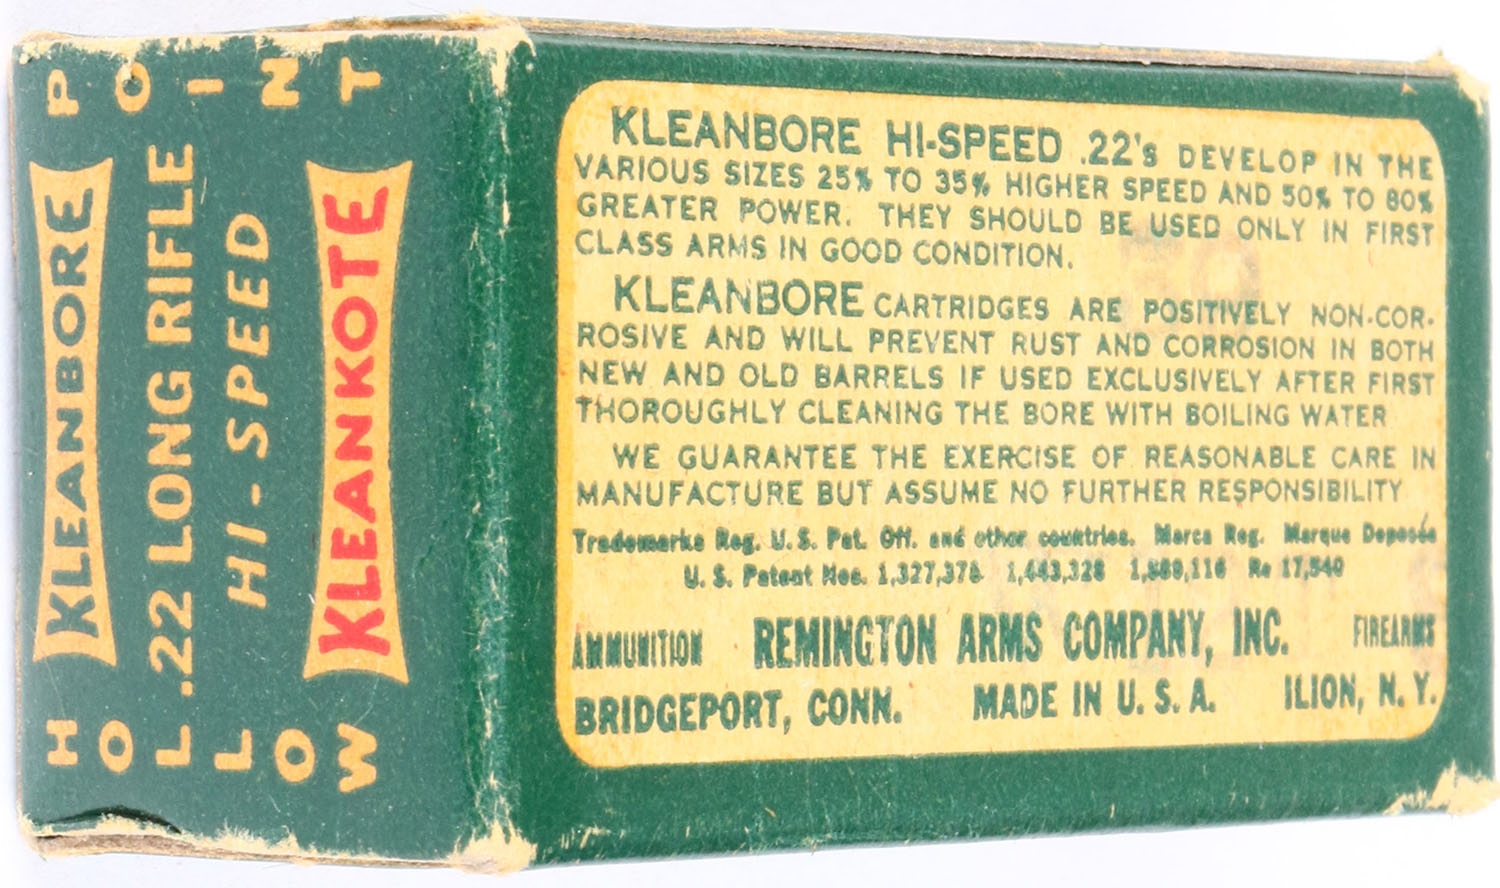 HOLLOW
POINT
KLEANBORE
.22 LONG RIFLE
HI-SPEED
KLEANKOTE
KLEANBORE HI-SPEED .22's DEVELOP IN THE
VARIOUS SIZES 25% TO 35% HIGHER SPEED AND 50% TO 80%
GREATER POWER. THEY SHOULD BE USED ONLY IN FIRST
CLASS ARMS IN GOOD CONDITION.
KLEANBORE CARTRIDGES ARE POSITIVELY NON-COR-
ROSIVE AND WILL PREVENT RUST AND CORROSION IN BOTH
NEW AND OLD BARRELS IF USED EXCLUSIVELY AFTER FIRST
THOROUGHLY CLEANING THE BORE WITH BOILING WATER
WE GUARANTEE THE EXERCISE OF REASONABLE CARE IN
MANUFACTURE BUT ASSUME NO FURTHER RESPONSIBILITY
Trademarks Reg. U.S. Pat. Off. and other countries. Marca Reg. Marque Deposée
U.S. Patent Nos. 1,327,378 1,443,328 Re 17,540
AMMUNITION REMINGTON ARMS COMPANY, INC. FIREARMS
BRIDGEPORT, CONN. MADE IN U.S.A. ILION, N.Y.